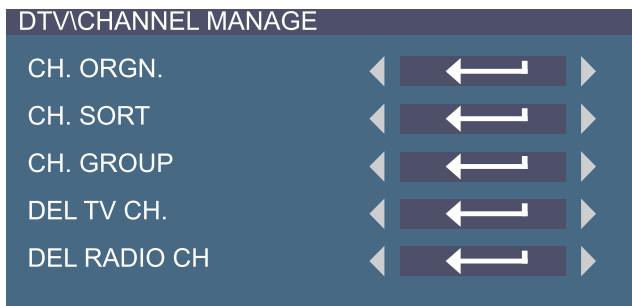 DTV\CHANNEL MANAGE
CH. ORGN.
CH. SORT
CH. GROUP
DEL TV CH.
DEL RADIO CH